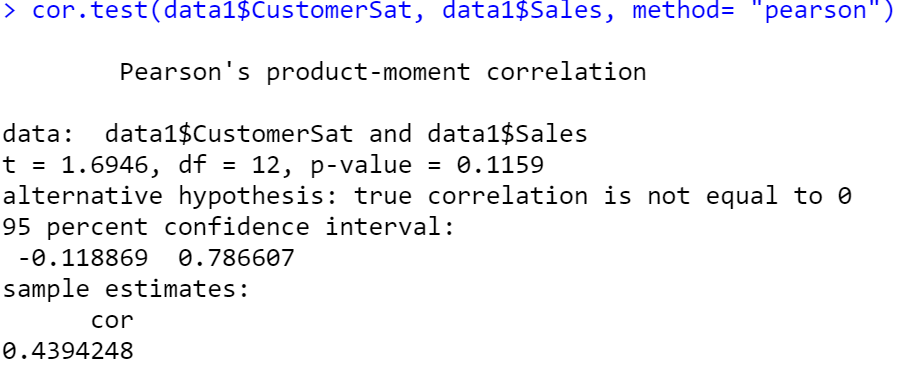 > cor.test(data1$CustomerSat, data1$Sales, method= "pearson")
Pearson's product-moment correlation
data:  data1$CustomerSat and data1$Sales
t = 1.6946, df = 12, p-value = 0.1159
alternative hypothesis: true correlation is not equal to 0
95 percent confidence interval:
-0.118869  0.786607
sample estimates:
cor
0.4394248